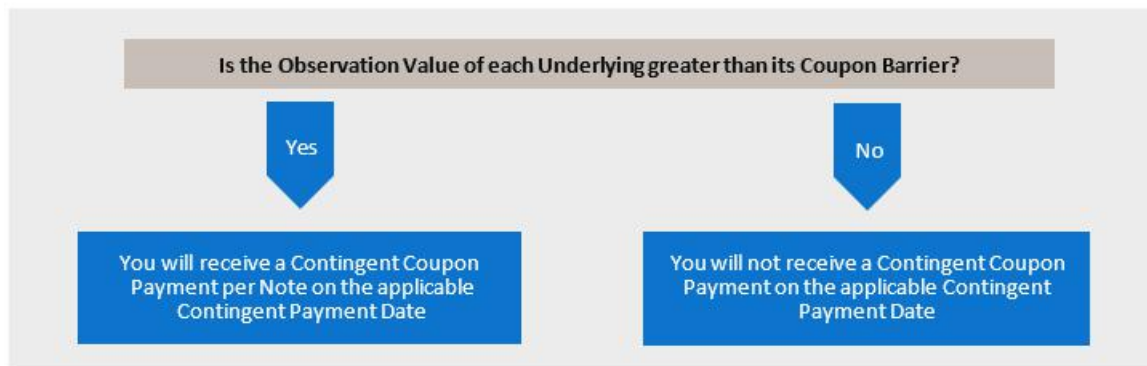 Is the Observation Value of each Underlying greater than its Coupon Barrier?
Yes
No
You will receive a Contingent Coupon
Payment per Note on the applicable
Contingent Payment Date
You will not receive a Contingent Coupon
Payment on the applicable Contingent
Payment Date